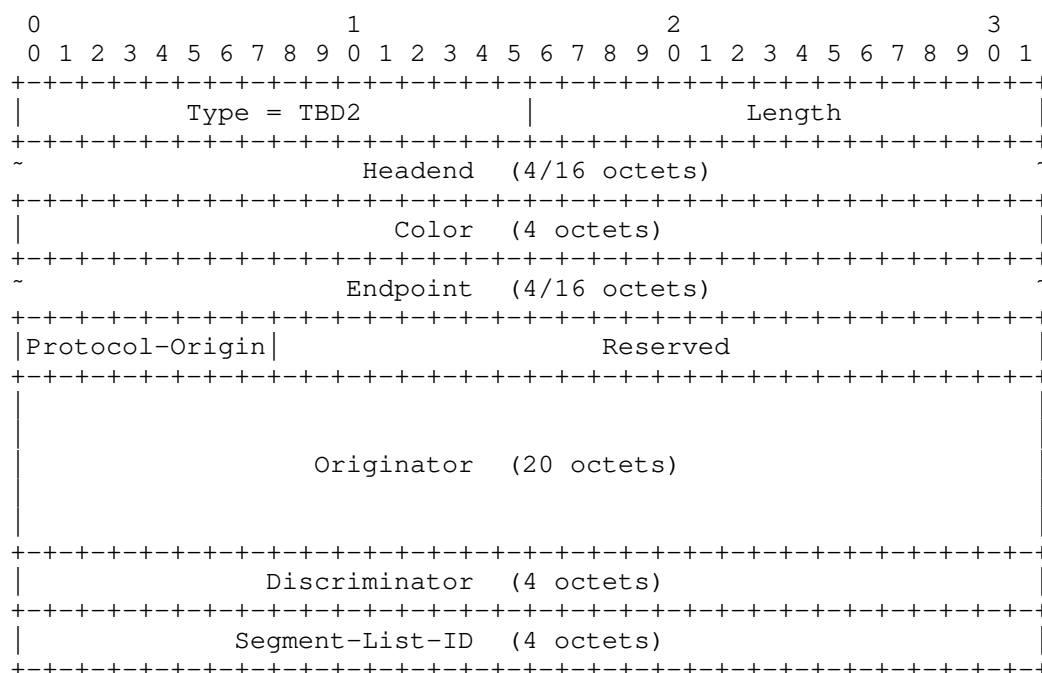 0                   1                   2                   3
0 1 2 3 4 5 6 7 8 9 0 1 2 3 4 5 6 7 8 9 0 1 2 3 4 5 6 7 8 9 0 1
+-+-+-+-+-+-+-+-+-+-+-+-+-+-+-+-+-+-+-+-+-+-+-+-+-+-+-+-+-+-+-+-+
| Type = TBD2 | Length |
+-+-+-+-+-+-+-+-+-+-+-+-+-+-+-+-+-+-+-+-+-+-+-+-+-+-+-+-+-+-+-+-+
~ Headend (4/16 octets) ~
+-+-+-+-+-+-+-+-+-+-+-+-+-+-+-+-+-+-+-+-+-+-+-+-+-+-+-+-+-+-+-+-+
| Color (4 octets) |
+-+-+-+-+-+-+-+-+-+-+-+-+-+-+-+-+-+-+-+-+-+-+-+-+-+-+-+-+-+-+-+-+
~ Endpoint (4/16 octets) ~
+-+-+-+-+-+-+-+-+-+-+-+-+-+-+-+-+-+-+-+-+-+-+-+-+-+-+-+-+-+-+-+-+
|Protocol-Origin| Reserved |
+-+-+-+-+-+-+-+-+-+-+-+-+-+-+-+-+-+-+-+-+-+-+-+-+-+-+-+-+-+-+-+-+
| |
| |
| Originator (20 octets) |
| |
| |
+-+-+-+-+-+-+-+-+-+-+-+-+-+-+-+-+-+-+-+-+-+-+-+-+-+-+-+-+-+-+-+-+
| Discriminator (4 octets) |
+-+-+-+-+-+-+-+-+-+-+-+-+-+-+-+-+-+-+-+-+-+-+-+-+-+-+-+-+-+-+-+-+
| Segment-List-ID (4 octets) |
+-+-+-+-+-+-+-+-+-+-+-+-+-+-+-+-+-+-+-+-+-+-+-+-+-+-+-+-+-+-+-+-+